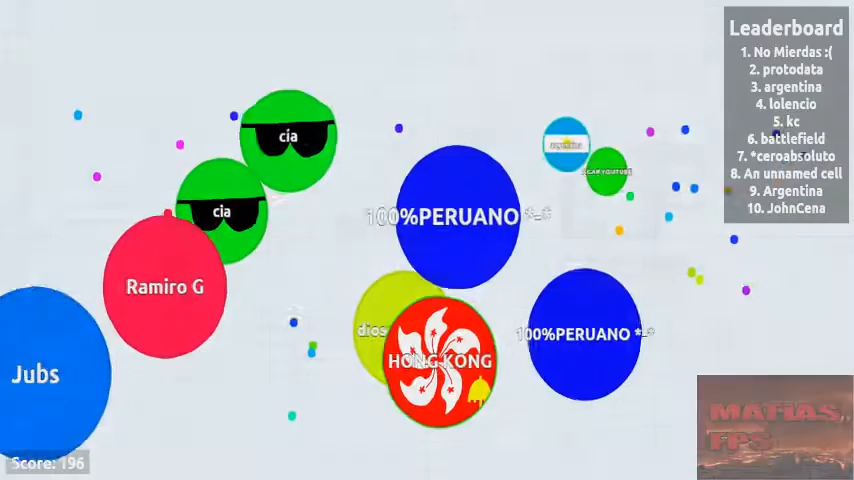 Leaderboard
1. No Mierdas :(
2. protodata
3. argentina
4. lolencio
5. kc
6. battlefield
7. *ceroabsoluto
8. An unnamed cell
9. Argentina
10. JohnCena
cia
argentina
cia
100%PERUANO *-*
Ramiro G
dios
100%PERUANO *-*
HONG KONG
Jubs
MAFIAS
FPS
Score: 196